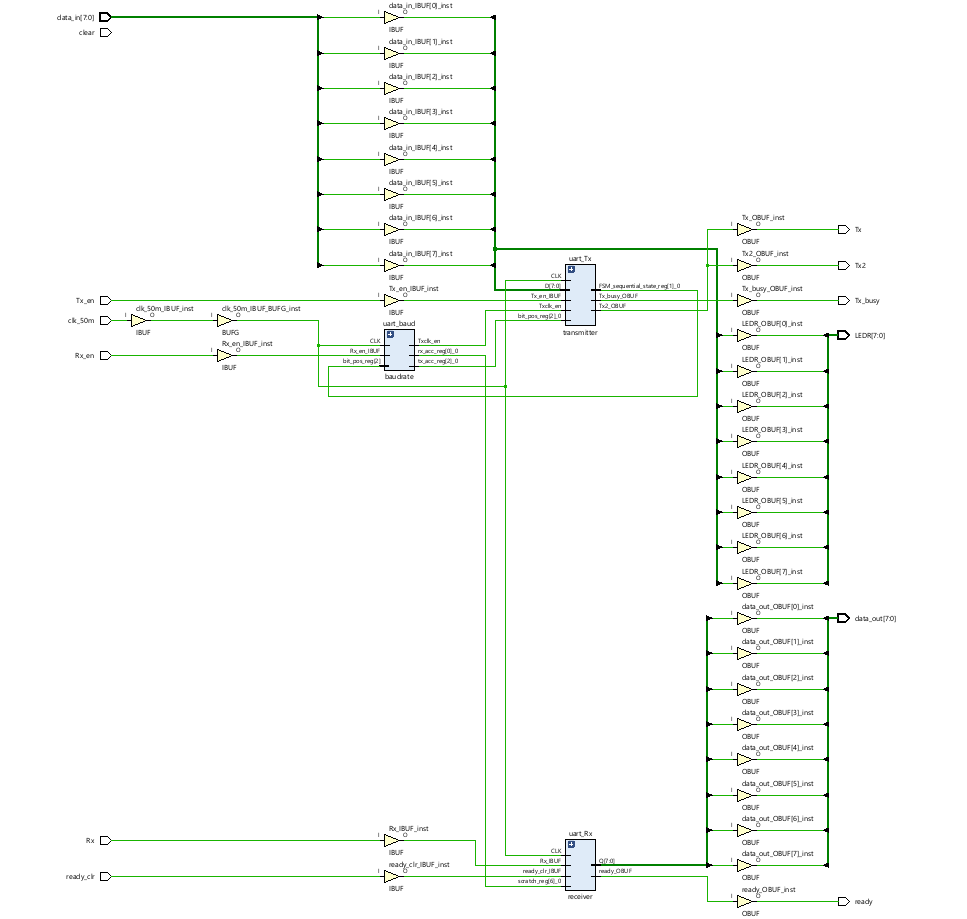 data_in[7:0]
clear
data_in_IBUF[0]_inst
I
O
IBUF
data_in_IBUF[1]_inst
I
O
IBUF
data_in_IBUF[2]_inst
I
O
IBUF
data_in_IBUF[3]_inst
I
O
IBUF
data_in_IBUF[4]_inst
I
O
IBUF
data_in_IBUF[5]_inst
I
O
IBUF
data_in_IBUF[6]_inst
I
O
IBUF
data_in_IBUF[7]_inst
I
O
IBUF
Tx_en
Tx_en_IBUF_inst
I
O
IBUF
clk_50m
clk_50m_IBUF_inst
I
O
IBUF
clk_50m_IBUF_BUFG_inst
I
O
BUFG
Rx_en
Rx_en_IBUF_inst
I
O
IBUF
uart_baud
CLK
Rx_en_IBUF
bit_pos_reg[2]
Txclk_en
rx_acc_reg[0]_0
tx_acc_reg[2]_0
baudrate
uart_Tx
CLK
D[7:0]
Tx_en_IBUF
Txclk_en
bit_pos_reg[2]_0
FSM_sequential_state_reg[1]_0
Tx_busy_OBUF
Tx2_OBUF
transmitter
Tx_OBUF_inst
I
O
OBUF
Tx
Tx2_OBUF_inst
I
O
OBUF
Tx2
Tx_busy_OBUF_inst
I
O
OBUF
Tx_busy
LEDR_OBUF[0]_inst
I
O
OBUF
LEDR[7:0]
LEDR_OBUF[1]_inst
I
O
OBUF
LEDR_OBUF[2]_inst
I
O
OBUF
LEDR_OBUF[3]_inst
I
O
OBUF
LEDR_OBUF[4]_inst
I
O
OBUF
LEDR_OBUF[5]_inst
I
O
OBUF
LEDR_OBUF[6]_inst
I
O
OBUF
LEDR_OBUF[7]_inst
I
O
OBUF
data_out_OBUF[0]_inst
I
O
OBUF
data_out[7:0]
data_out_OBUF[1]_inst
I
O
OBUF
data_out_OBUF[2]_inst
I
O
OBUF
data_out_OBUF[3]_inst
I
O
OBUF
data_out_OBUF[4]_inst
I
O
OBUF
data_out_OBUF[5]_inst
I
O
OBUF
data_out_OBUF[6]_inst
I
O
OBUF
data_out_OBUF[7]_inst
I
O
OBUF
Rx
Rx_IBUF_inst
I
O
IBUF
ready_clr
ready_clr_IBUF_inst
I
O
IBUF
uart_Rx
CLK
Rx_IBUF
ready_clr_IBUF
scratch_reg[6]_0
Q[7:0]
ready_OBUF
receiver
ready_OBUF_inst
I
O
OBUF
ready